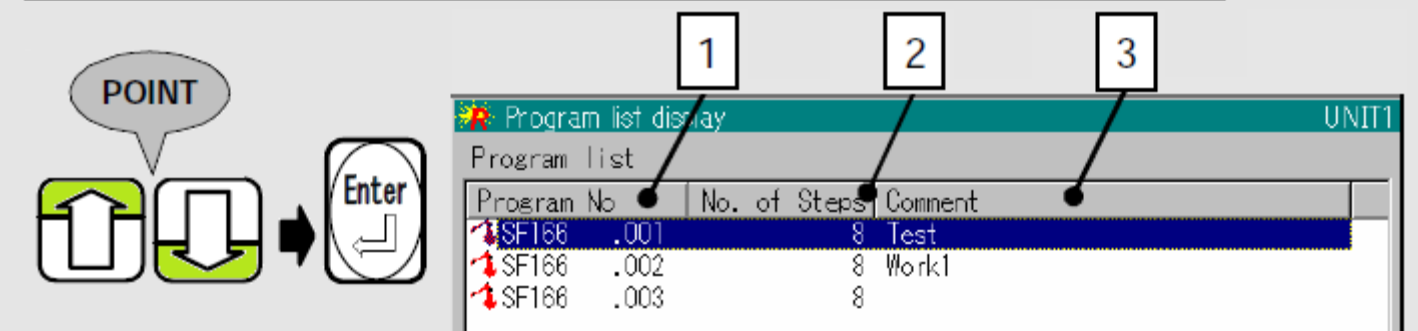 1 2 3
POINT
Enter
R Program list display UNIT1
Program list
Program No No. of Steps Comment
SF166 .001 8 Test
SF166 .002 8 Work1
SF166 .003 8